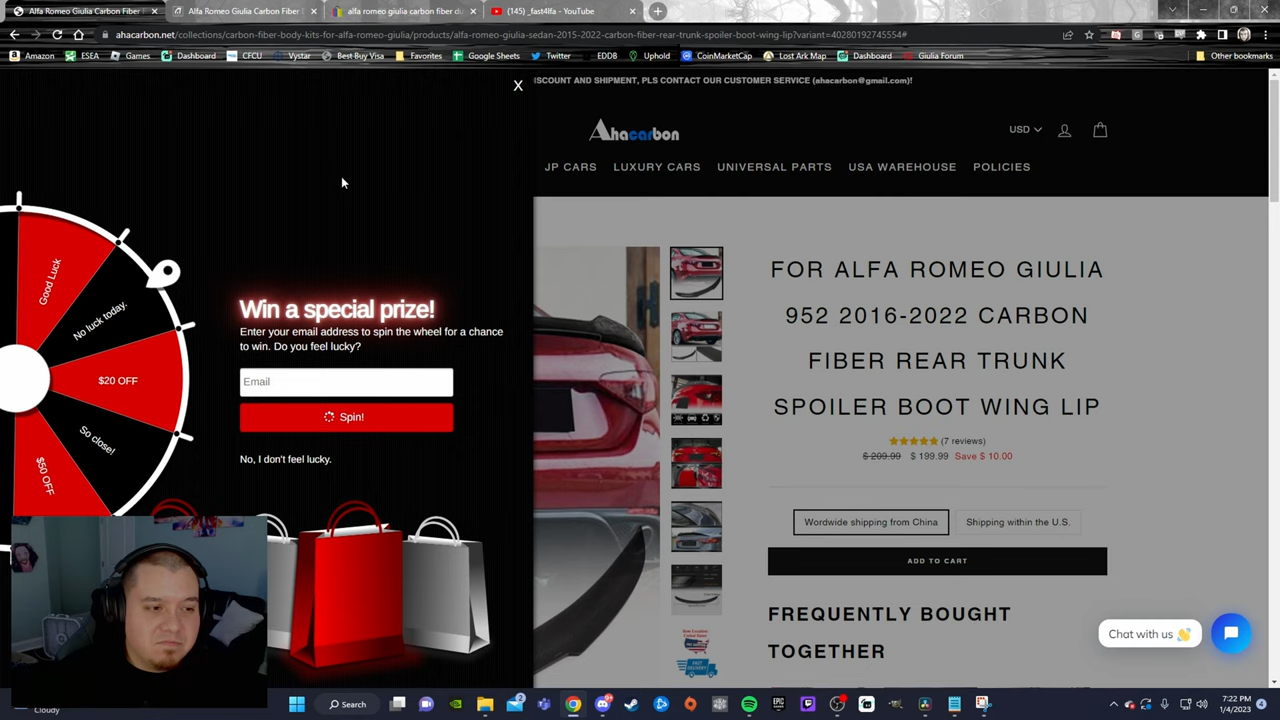 Alfa Romeo Giulia Carbon Fiber
Alfa Romeo Giulia Carbon Fiber
alfa romeo giulia carbon fiber di
(145) _fast4lfa - YouTube
ahacarbon.net/collections/carbon-fiber-body-kits-for-alfa-romeo-giulia/products/alfa-romeo-giulia-sedan-2015-2022-carbon-fiber-rear-trunk-spoiler-boot-wing-lip?variant=40280192745554#
Amazon
ESEA
Games
Dashboard
CFCU
Vystar
Best Buy Visa
Favorites
Google Sheets
Twitter
EDDB
Uphold
CoinMarketCap
Lost Ark Map
Dashboard
Giulia Forum
Other bookmarks
X
ISCOUNT AND SHIPMENT, PLS CONTACT OUR CUSTOMER SERVICE (ahacarbon@gmail.com)!
Ahacarbon
USD
JP CARS
LUXURY CARS
UNIVERSAL PARTS
USA WAREHOUSE
POLICIES
Good Luck
No luck today.
$20 OFF
So close!
$50 OFF
Win a special prize!
Enter your email address to spin the wheel for a chance
to win. Do you feel lucky?
Email
Spin!
No, I don't feel lucky.
FOR ALFA ROMEO GIULIA
952 2016-2022 CARBON
FIBER REAR TRUNK
SPOILER BOOT WING LIP
(7 reviews)
$ 209.99 $ 199.99 Save $ 10.00
Wordwide shipping from China
Shipping within the U.S.
ADD TO CART
FREQUENTLY BOUGHT
TOGETHER
Chat with us 👋
Cloudy
Search
7:22 PM
1/4/2023